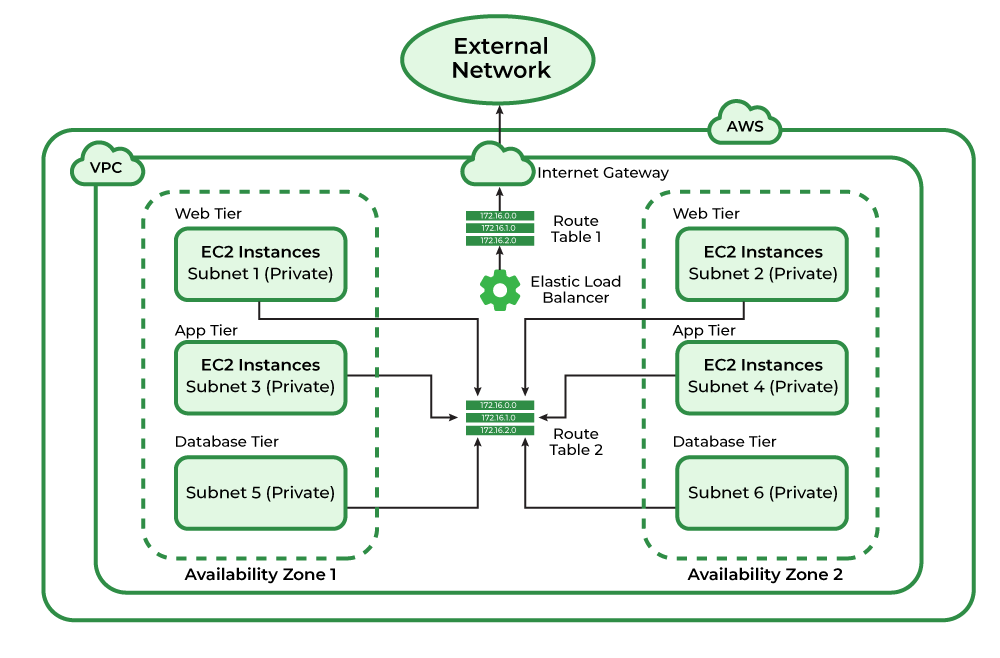 External
Network
AWS
VPC
Internet Gateway
Web Tier
EC2 Instances
Subnet 1 (Private)
App Tier
EC2 Instances
Subnet 3 (Private)
Database Tier
Subnet 5 (Private)
Availability Zone 1
172.16.0.0
172.16.1.0
172.16.2.0
Route
Table 1
Elastic Load
Balancer
172.16.0.0
172.16.1.0
172.16.2.0
Route
Table 2
Web Tier
EC2 Instances
Subnet 2 (Private)
App Tier
EC2 Instances
Subnet 4 (Private)
Database Tier
Subnet 6 (Private)
Availability Zone 2